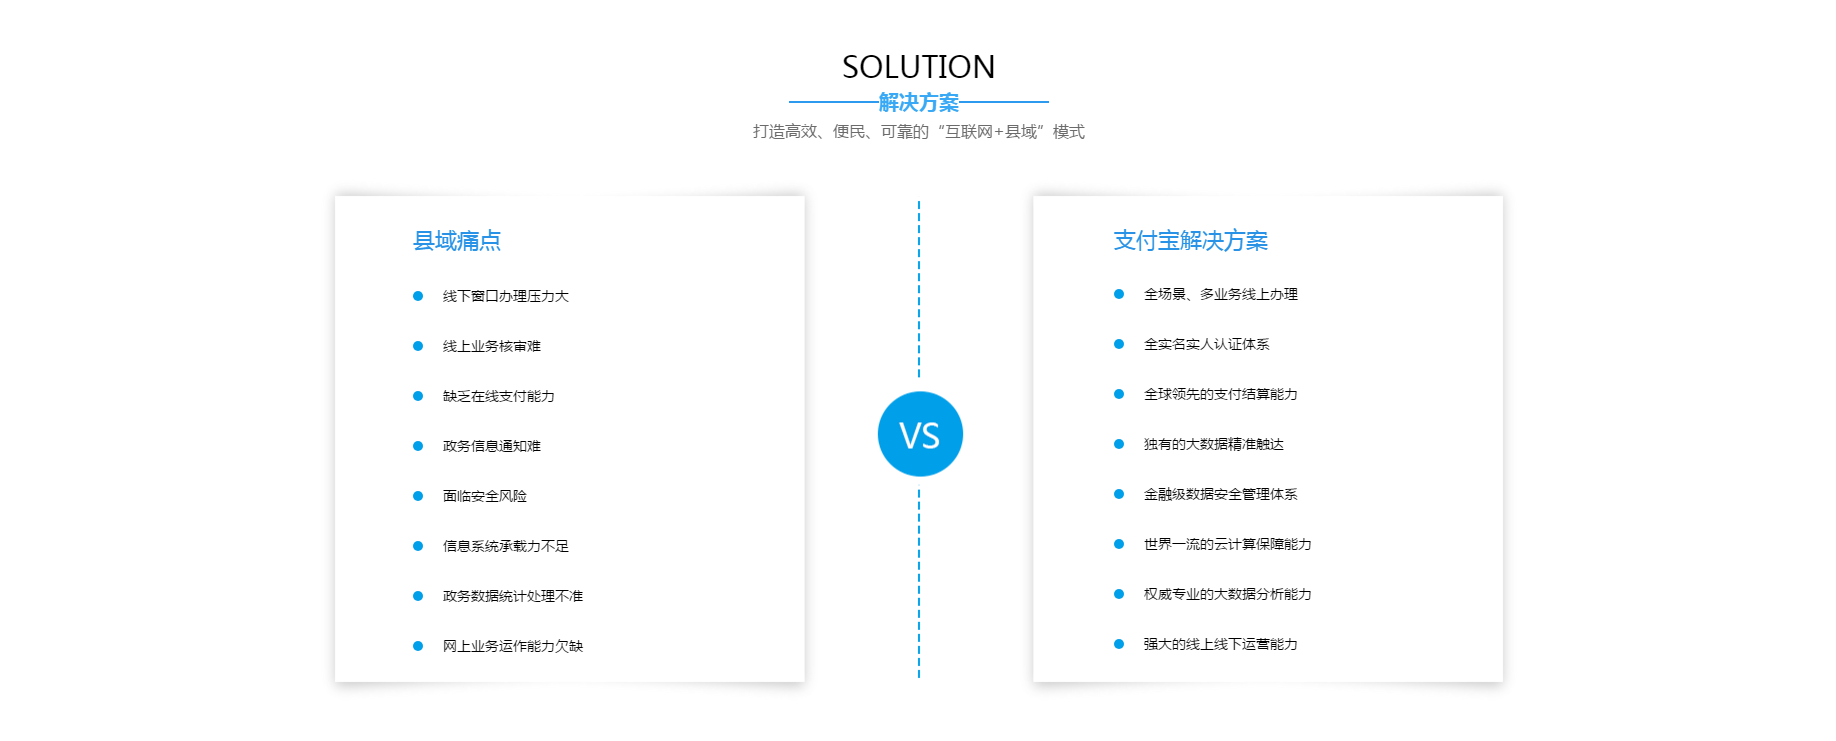 SOLUTION
解决方案
打造高效、便民、可靠的“互联网+县域”模式
县域痛点
线下窗口办理压力大
线上业务核审难
缺乏在线支付能力
政务信息通知难
面临安全风险
信息系统承载力不足
政务数据统计处理不准
网上业务运作能力欠缺
VS
支付宝解决方案
全场景、多业务线上办理
全实名实人认证体系
全球领先的支付结算能力
独有的大数据精准触达
金融级数据安全管理体系
世界一流的云计算保障能力
权威专业的大数据分析能力
强大的线上线下运营能力